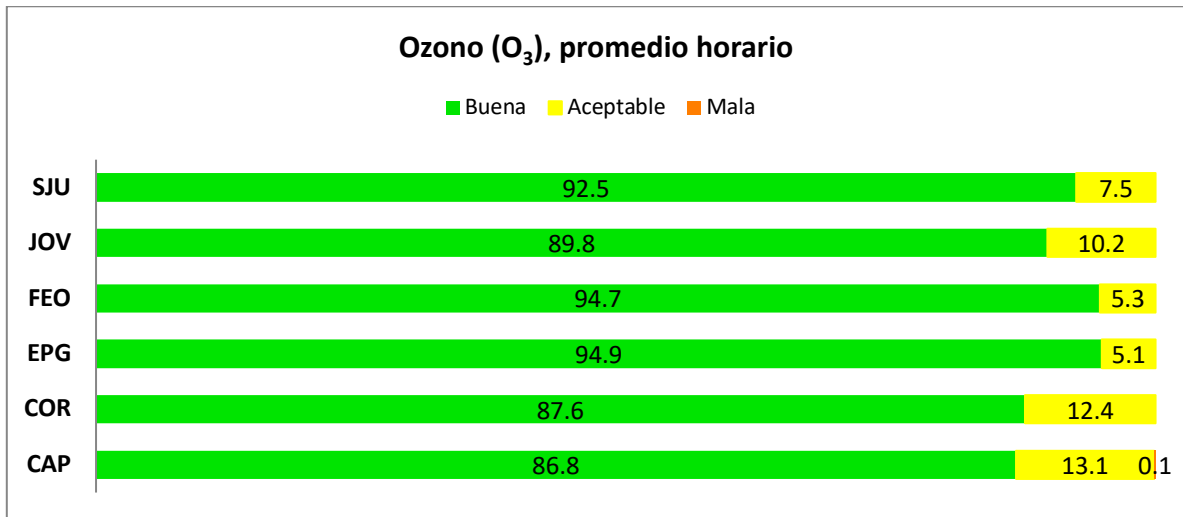 Ozono (O₃), promedio horario
Buena Aceptable Mala
SJU 92.5 7.5
JOV 89.8 10.2
FEO 94.7 5.3
EPG 94.9 5.1
COR 87.6 12.4
CAP 86.8 13.1 0.1